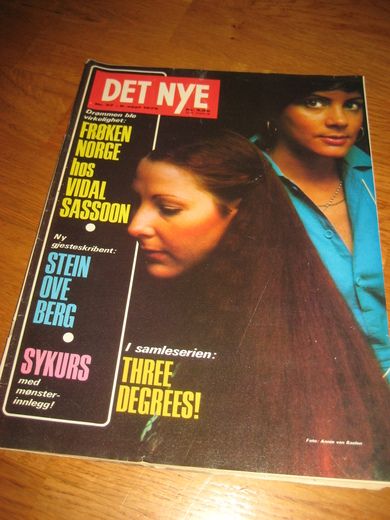 DET NYE
Drømmen ble
virkelighet:
FRØKEN
NORGE
hos
VIDAL
SASSOON
Ny
gjesteskribent:
STEIN
OVE
BERG
SYKURS
med
mønster-
innlegg!
I samleserien:
THREE
DEGREES!